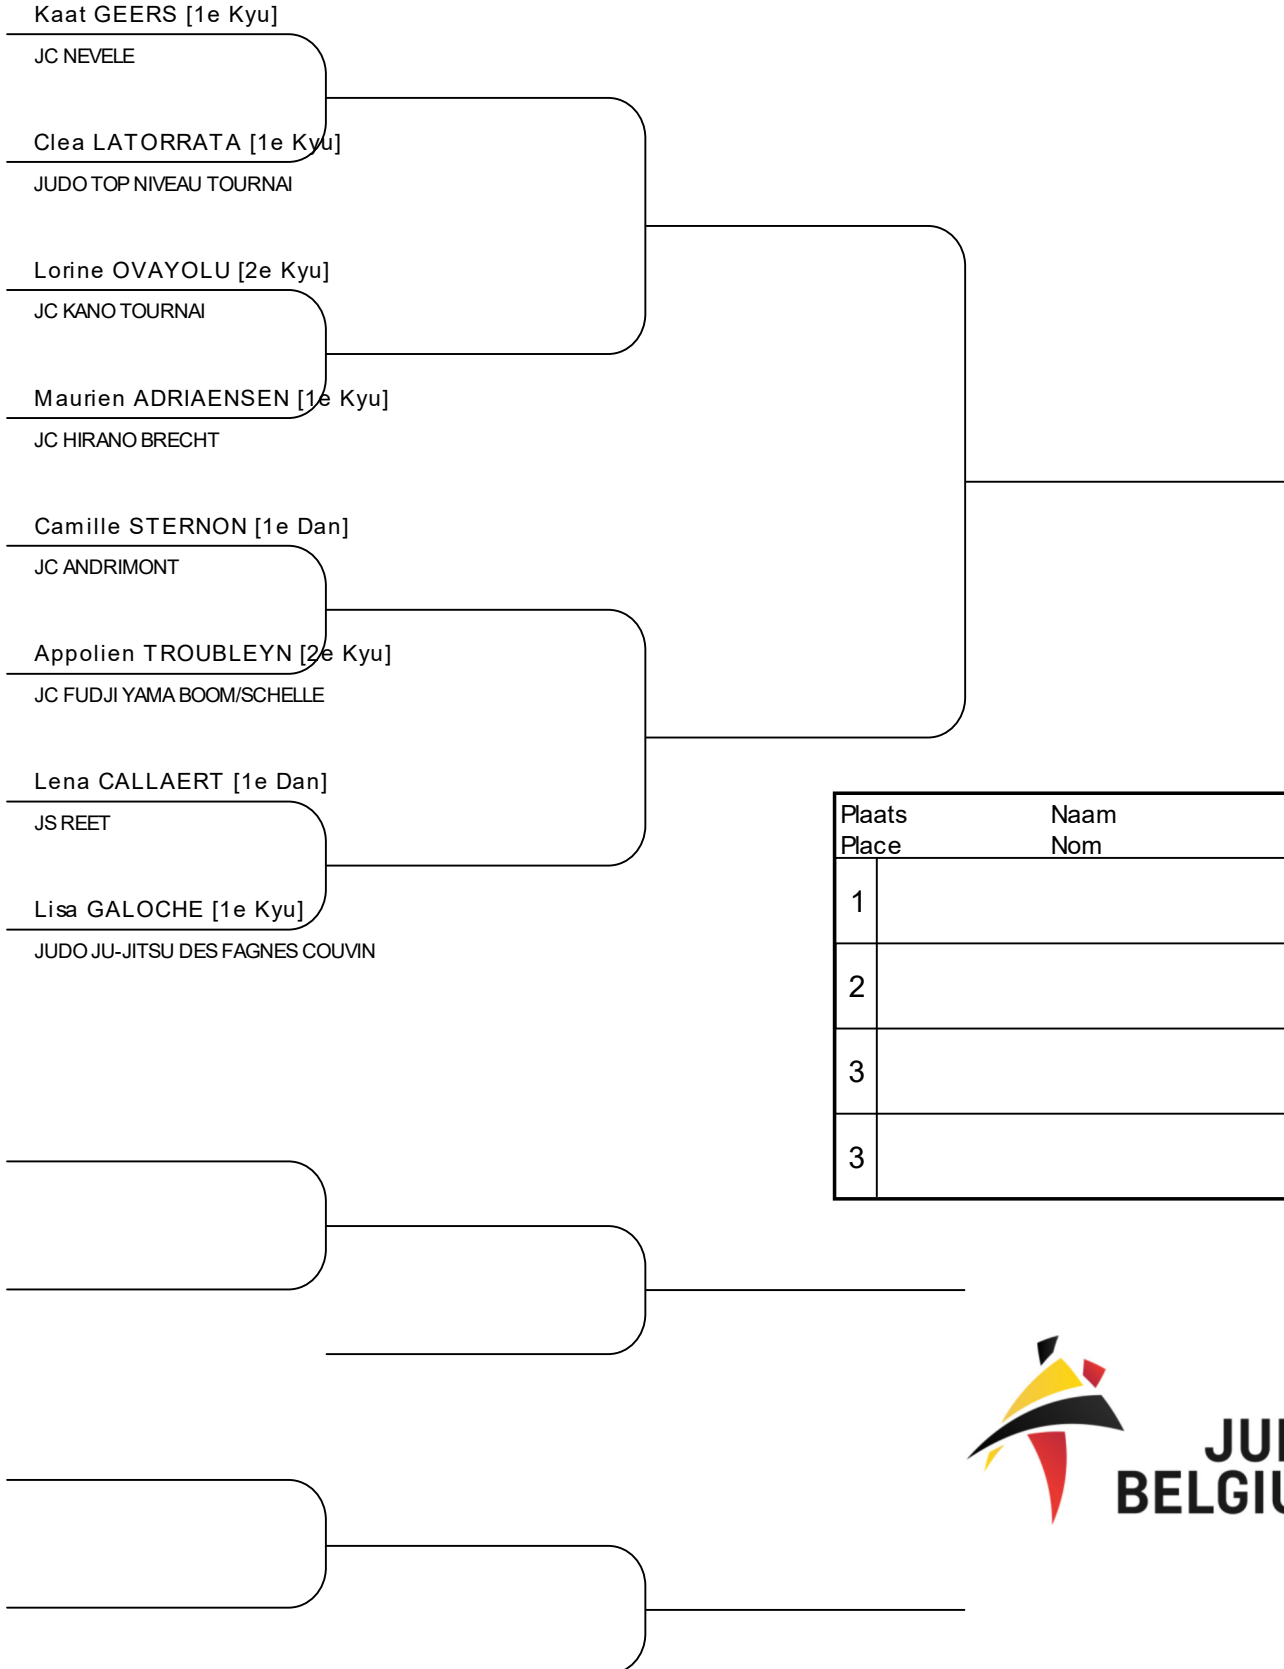 Kaat GEERS [1e Kyu]
JC NEVELE
Clea LATORRATA [1e Kyu]
JUDO TOP NIVEAU TOURNAI
Lorine OVAYOLU [2e Kyu]
JC KANO TOURNAI
Maurien ADRIAENSEN [1e Kyu]
JC HIRANO BRECHT
Camille STERNON [1e Dan]
JC ANDRIMONT
Appolien TROUBLEYN [2e Kyu]
JC FUDJI YAMA BOOM/SCHELLE
Lena CALLAERT [1e Dan]
JS REET
Lisa GALOCHE [1e Kyu]
JUDO JU-JITSU DES FAGNES COUVIN
Plaats Naam
Place Nom
1
2
3
3